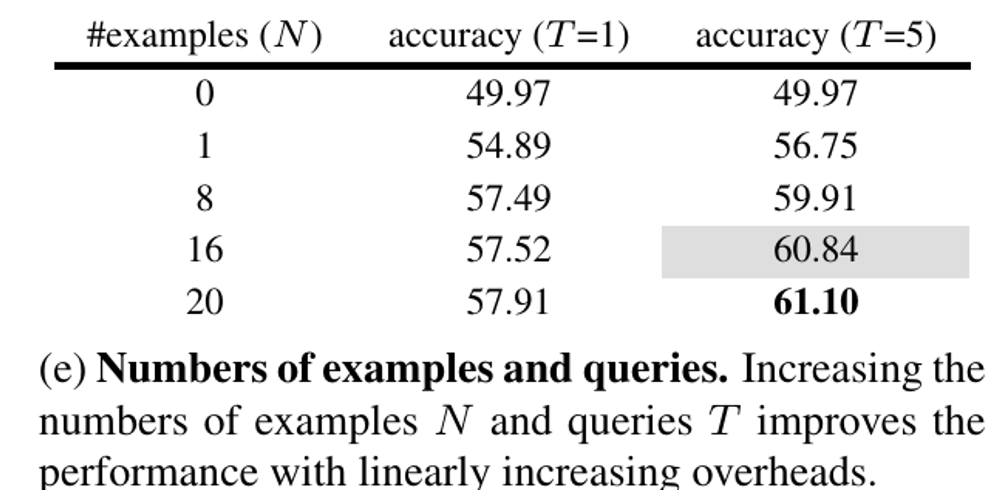 #examples (N) accuracy (T=1) accuracy (T=5)
0 49.97 49.97
1 54.89 56.75
8 57.49 59.91
16 57.52 60.84
20 57.91 61.10
(e) Numbers of examples and queries. Increasing the
numbers of examples N and queries T improves the
performance with linearly increasing overheads.